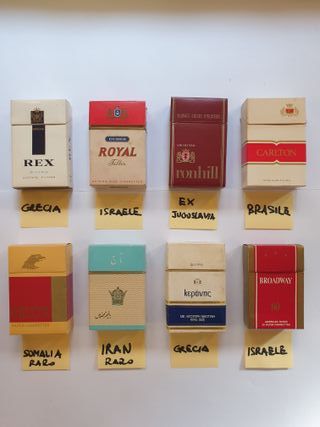 REX
ROYAL
Filter
KING SIZE FILTER
ronhill
CARLTON
GRECIA
ISRAELE
EX
JUGOSLAVIA
BRASILE
κεράνης
BROADWAY
SOMALIA
RARO
IRAN
RARO
GRECIA
ISRAELE